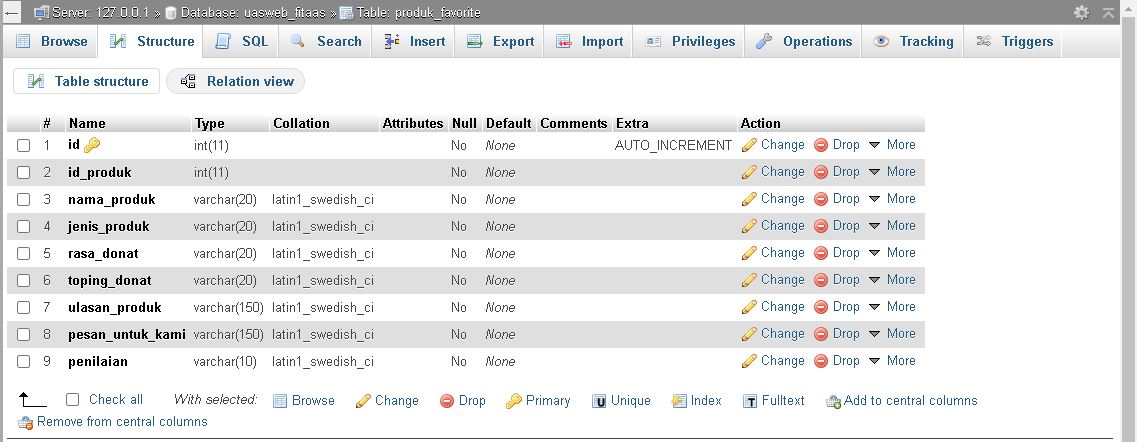 Server: 127.0.0.1 » Database: uasweb_fitaas » Table: produk_favorite
Browse Structure SQL Search Insert Export Import Privileges Operations Tracking Triggers
Table structure Relation view
# Name Type Collation Attributes Null Default Comments Extra Action
1 id int(11) No None AUTO_INCREMENT Change Drop More
2 id_produk int(11) No None Change Drop More
3 nama_produk varchar(20) latin1_swedish_ci No None Change Drop More
4 jenis_produk varchar(20) latin1_swedish_ci No None Change Drop More
5 rasa_donat varchar(20) latin1_swedish_ci No None Change Drop More
6 toping_donat varchar(20) latin1_swedish_ci No None Change Drop More
7 ulasan_produk varchar(150) latin1_swedish_ci No None Change Drop More
8 pesan_untuk_kami varchar(150) latin1_swedish_ci No None Change Drop More
9 penilaian varchar(10) latin1_swedish_ci No None Change Drop More
Check all With selected: Browse Change Drop Primary Unique Index Fulltext Add to central columns
Remove from central columns